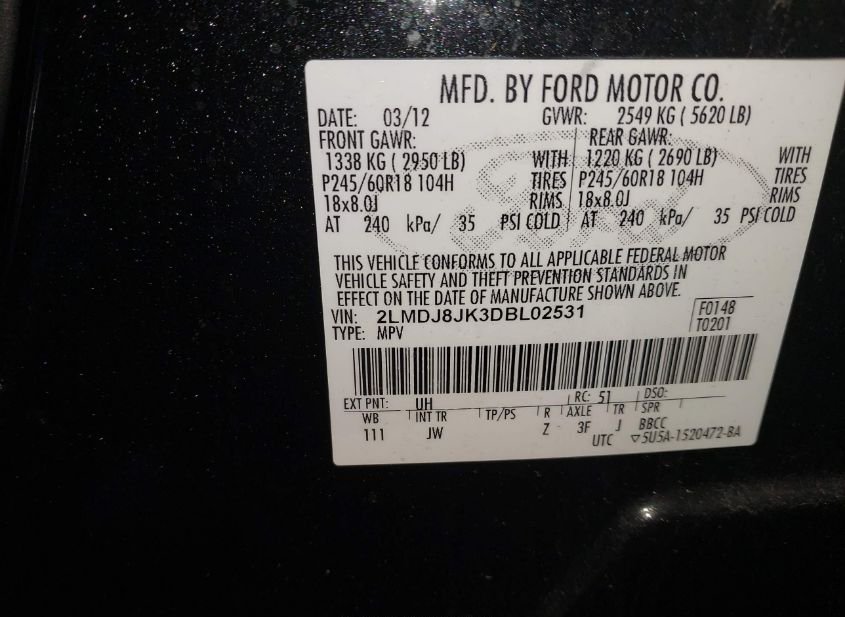 MFD. BY FORD MOTOR CO.
DATE: 03/12 GVWR: 2549 KG ( 5620 LB)
FRONT GAWR: REAR GAWR:
1338 KG ( 2950 LB) WITH 1220 KG ( 2690 LB) WITH
P245/60R18 104H TIRES P245/60R18 104H TIRES
18x8.0J RIMS 18x8.0J RIMS
AT 240 kPa/ 35 PSI COLD AT 240 kPa/ 35 PSI COLD
THIS VEHICLE CONFORMS TO ALL APPLICABLE FEDERAL MOTOR
VEHICLE SAFETY AND THEFT PREVENTION STANDARDS IN
EFFECT ON THE DATE OF MANUFACTURE SHOWN ABOVE.
VIN: 2LMDJ8JK3DBL02531 F0148
TYPE: MPV T0201
EXT PNT: UH RC: 51 DSO:
WB INT TR TP/PS R AXLE TR SPR
111 JW Z 3F J BBCC
UTC ▽5U5A-1520472-BA